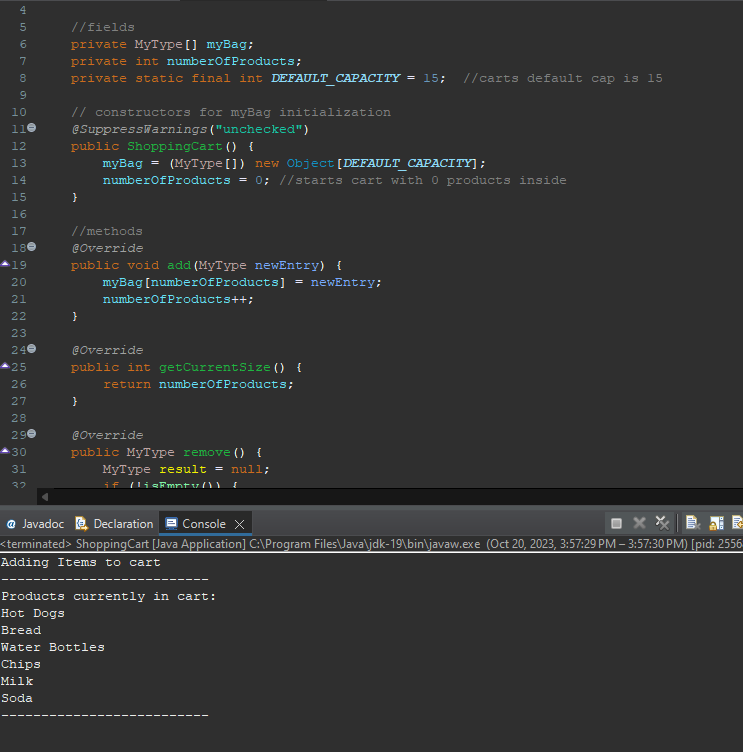 4
5 //fields
6 private MyType[] myBag;
7 private int numberOfProducts;
8 private static final int DEFAULT_CAPACITY = 15; //carts default cap is 15
9
10 // constructors for myBag initialization
11 @SuppressWarnings("unchecked")
12 public ShoppingCart() {
13 myBag = (MyType[]) new Object[DEFAULT_CAPACITY];
14 numberOfProducts = 0; //starts cart with 0 products inside
15 }
16
17 //methods
18 @Override
19 public void add(MyType newEntry) {
20 myBag[numberOfProducts] = newEntry;
21 numberOfProducts++;
22 }
23
24 @Override
25 public int getCurrentSize() {
26 return numberOfProducts;
27 }
28
29 @Override
30 public MyType remove() {
31 MyType result = null;
32 if (!isEmpty()) {
@ Javadoc Declaration Console
<terminated> ShoppingCart [Java Application] C:\Program Files\Java\jdk-19\bin\javaw.exe (Oct 20, 2023, 3:57:29 PM – 3:57:30 PM) [pid: 2556
Adding Items to cart
--------------------------
Products currently in cart:
Hot Dogs
Bread
Water Bottles
Chips
Milk
Soda
--------------------------